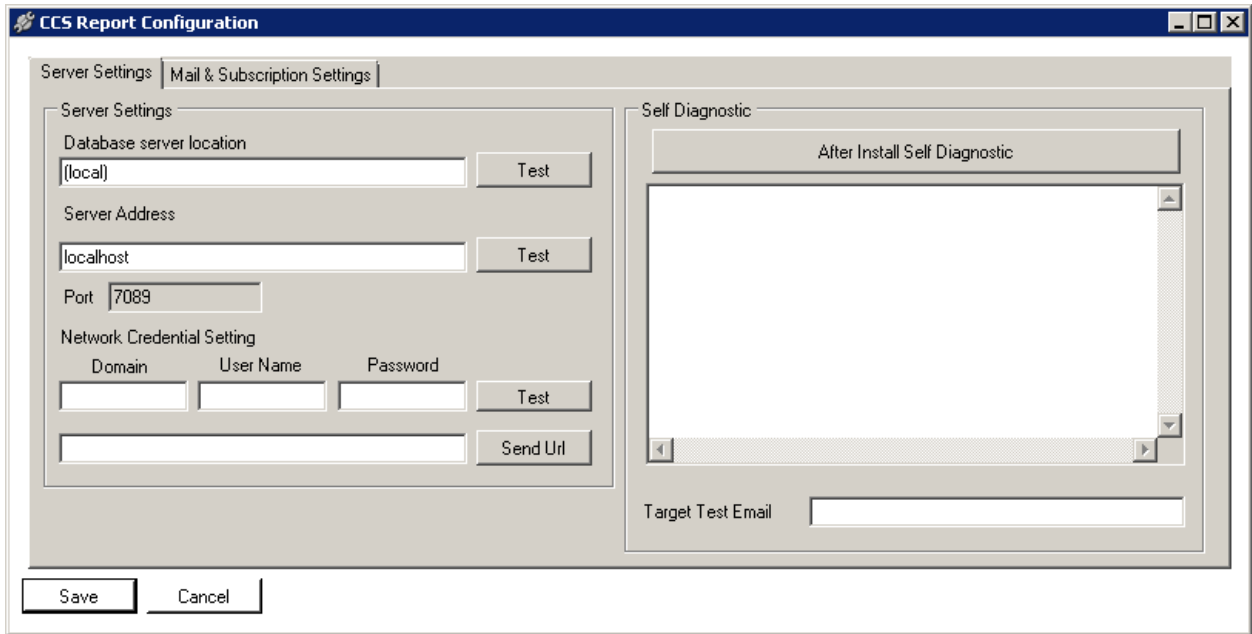 CCS Report Configuration
Server Settings
Mail & Subscription Settings
Server Settings
Database server location
(local)
Test
Server Address
localhost
Test
Port 7089
Network Credential Setting
Domain User Name Password
Test
Send Url
Self Diagnostic
After Install Self Diagnostic
Target Test Email
Save
Cancel